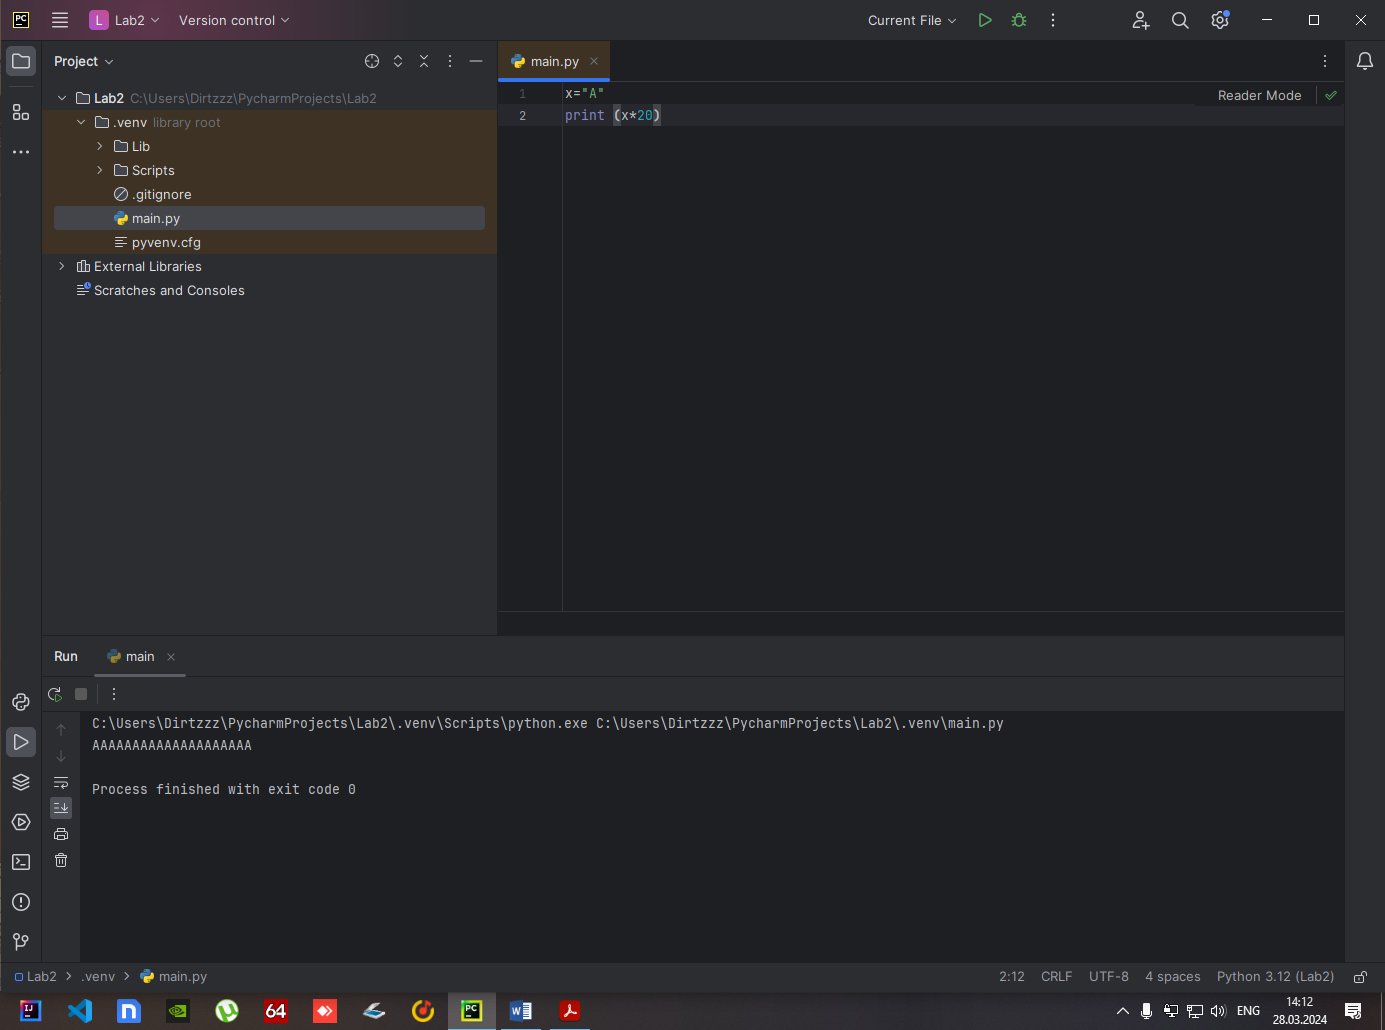 PC
L Lab2 Version control Current File
Project main.py
Lab2 C:\Users\Dirtzzz\PycharmProjects\Lab2
.venv library root
Lib
Scripts
.gitignore
main.py
pyvenv.cfg
External Libraries
Scratches and Consoles
1 x="A"
Reader Mode
2 print (x*20)
Run main
C:\Users\Dirtzzz\PycharmProjects\Lab2\.venv\Scripts\python.exe C:\Users\Dirtzzz\PycharmProjects\Lab2\.venv\main.py
AAAAAAAAAAAAAAAAAAAA
Process finished with exit code 0
Lab2 .venv main.py 2:12 CRLF UTF-8 4 spaces Python 3.12 (Lab2)
IJ 64 PC ENG 14:12
28.03.2024